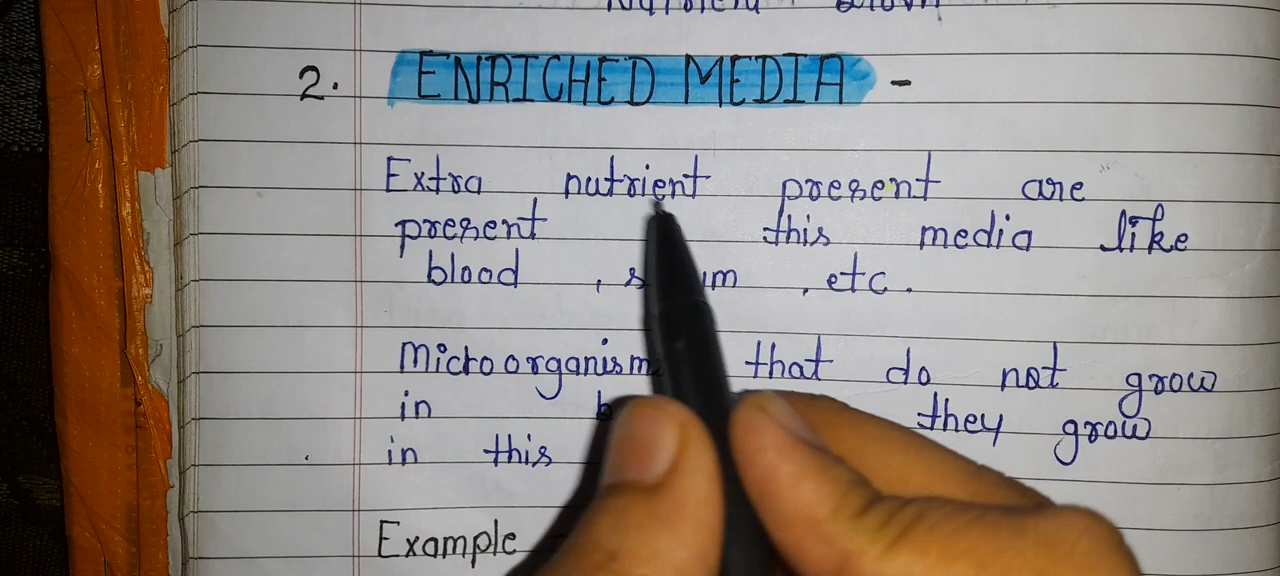 2. ENRICHED MEDIA -
Extra nutrient present are
present this media like
blood , etc.
Microorganism that do not grow
in they grow
in this
Example